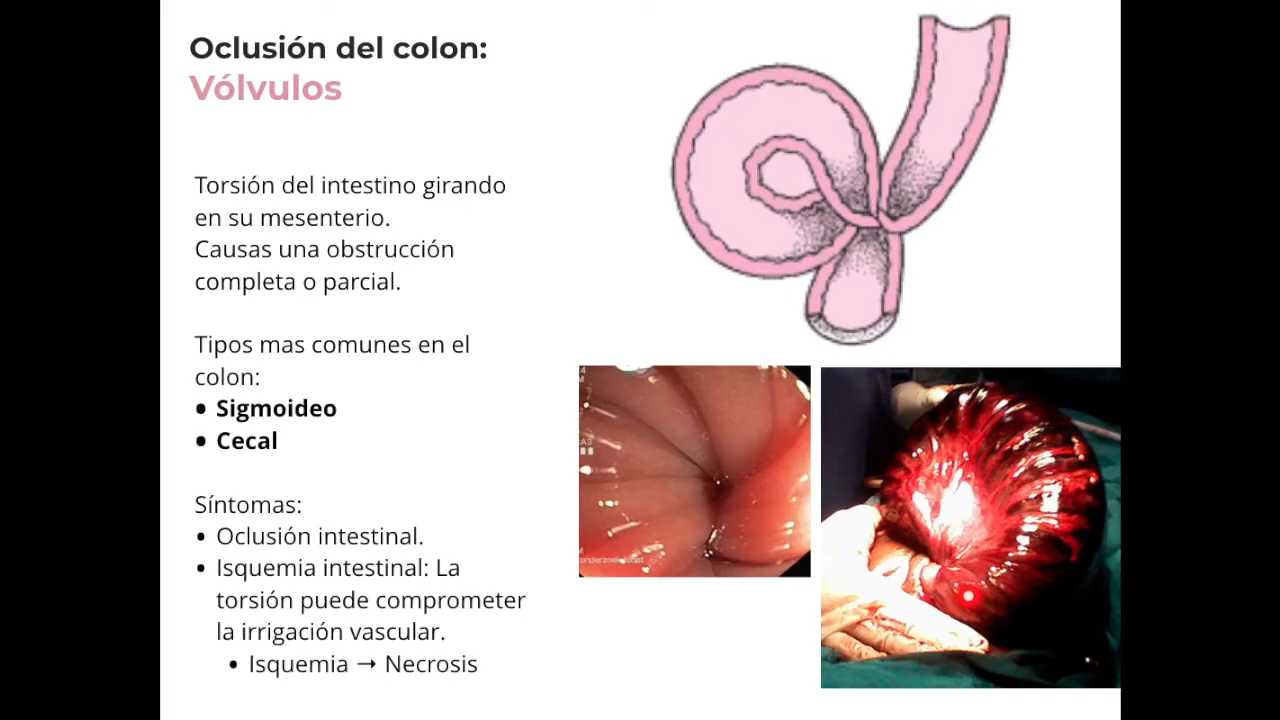 Oclusión del colon:
Vólvulos
Torsión del intestino girando
en su mesenterio.
Causas una obstrucción
completa o parcial.
Tipos mas comunes en el
colon:
• Sigmoideo
• Cecal
Síntomas:
• Oclusión intestinal.
• Isquemia intestinal: La
torsión puede comprometer
la irrigación vascular.
• Isquemia → Necrosis